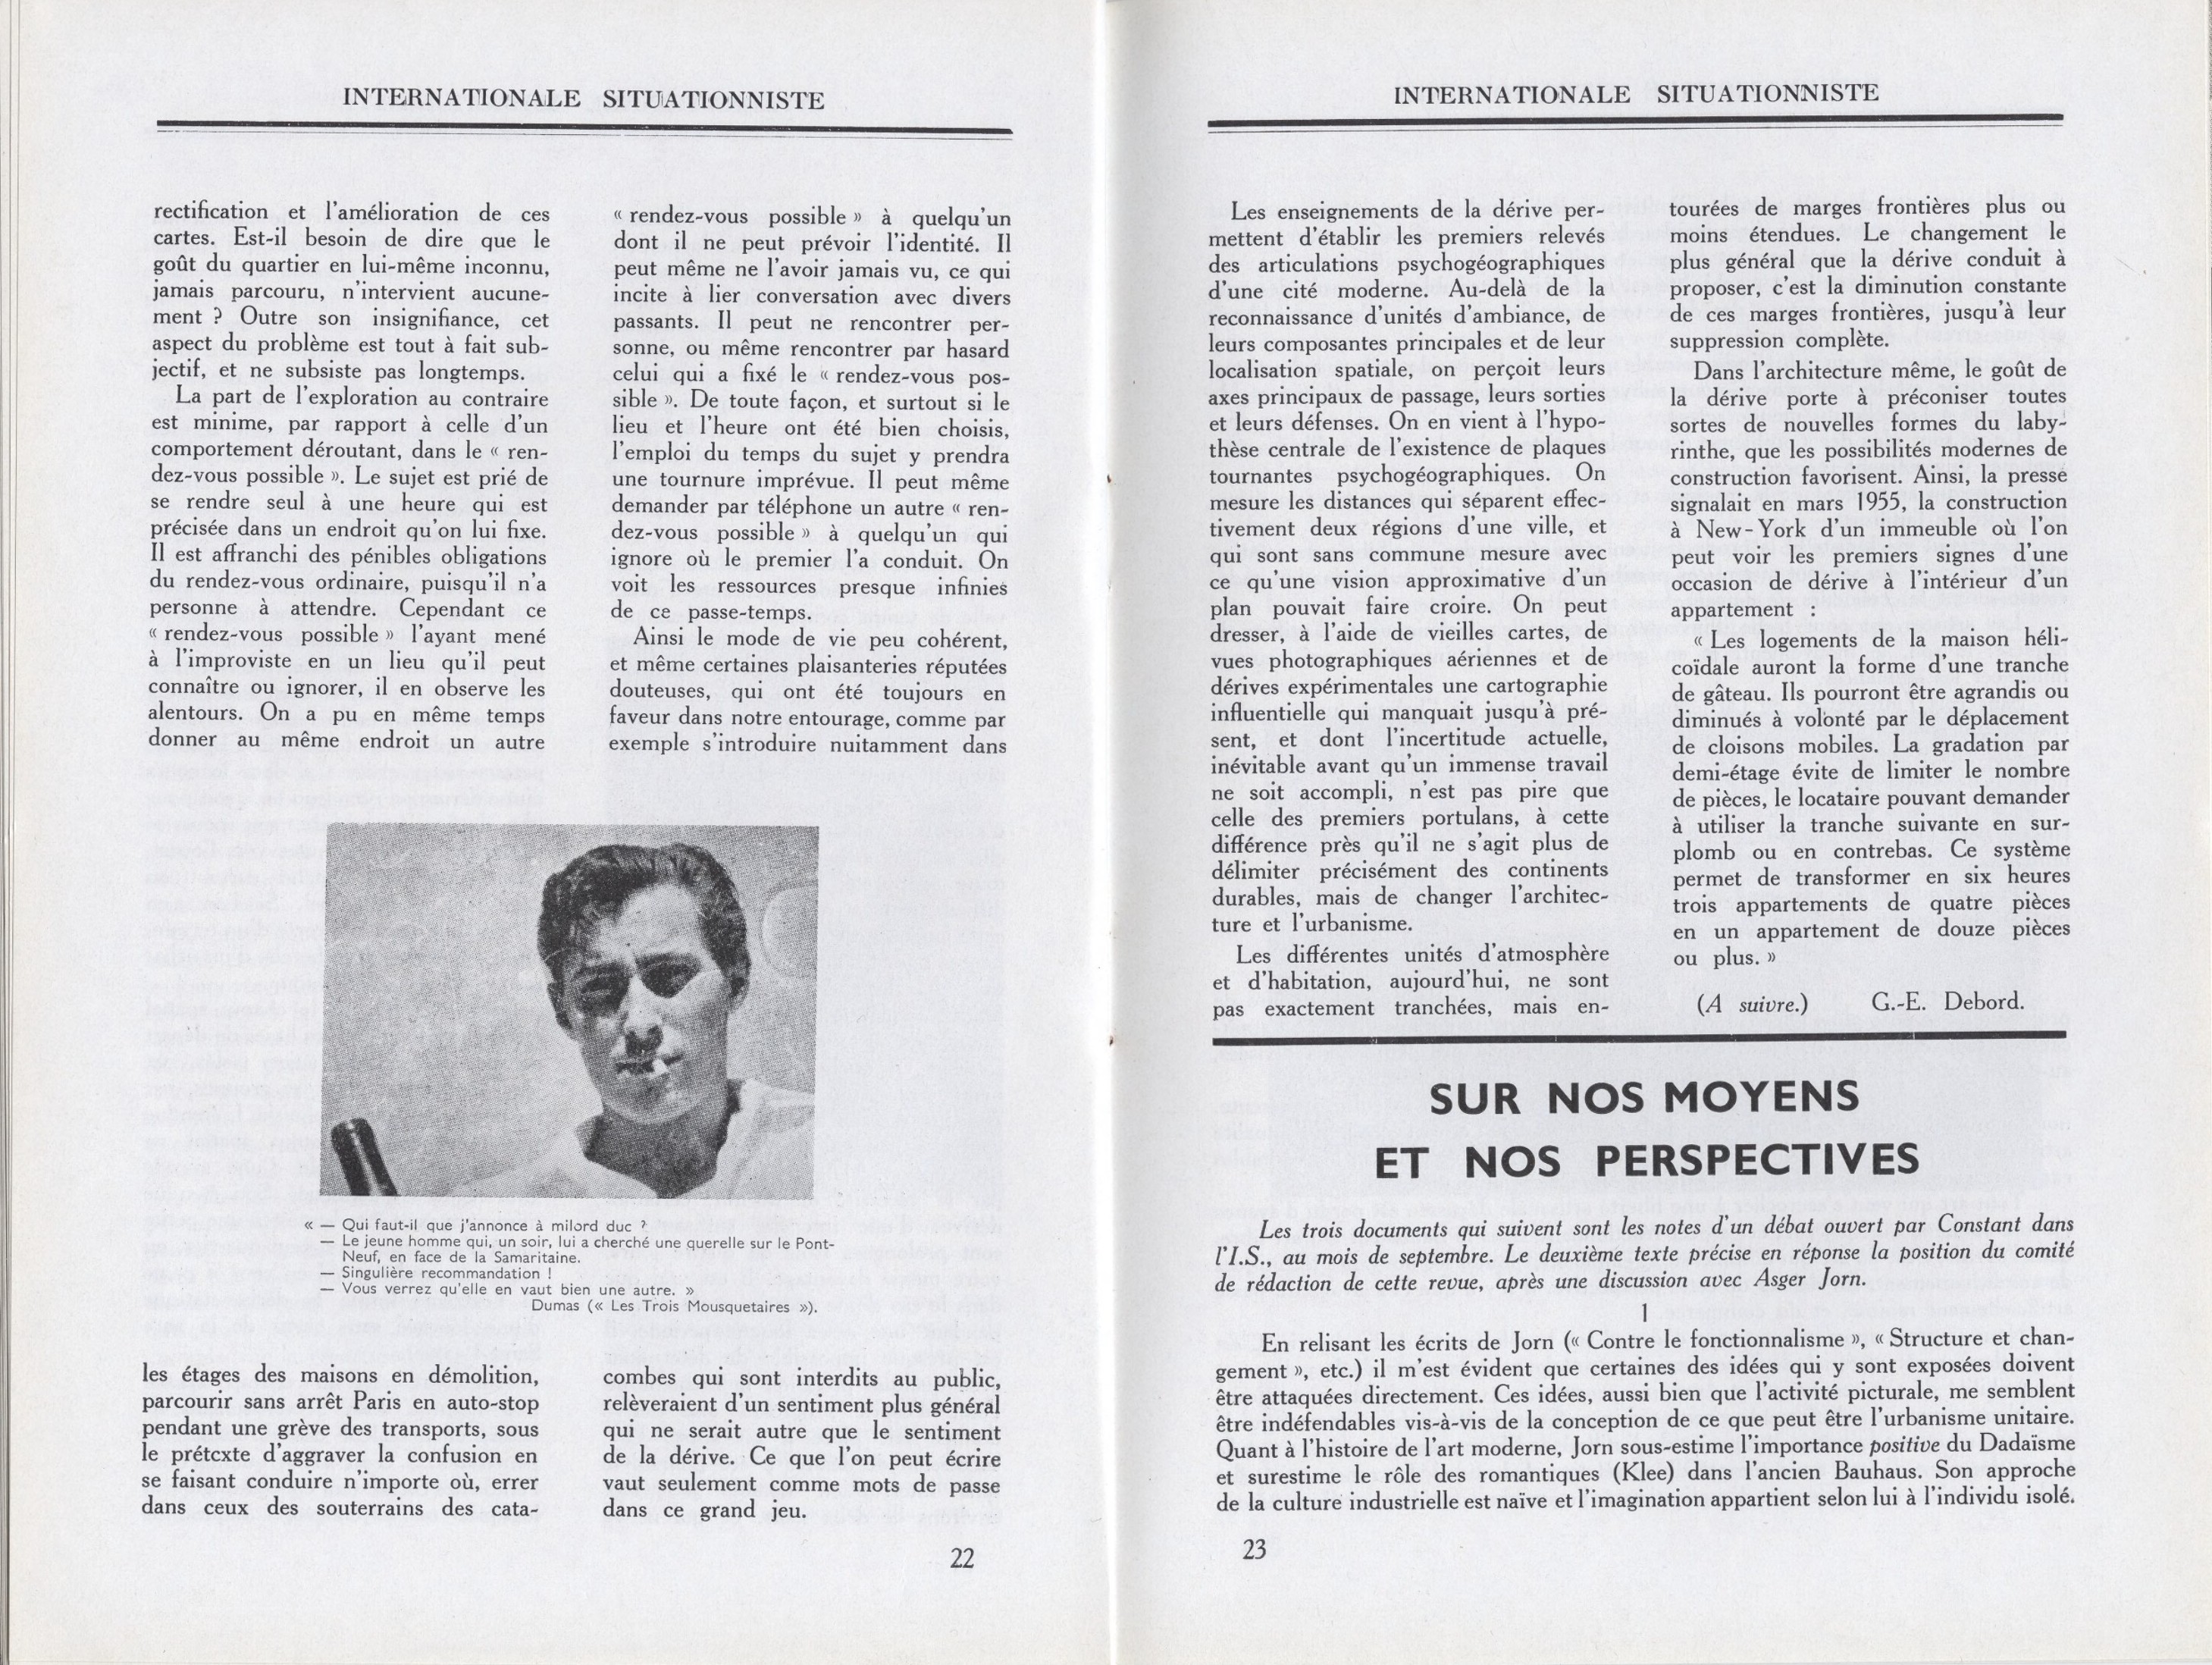 INTERNATIONALE SITUATIONNISTE
rectification et l'amélioration de ces
cartes. Est-il besoin de dire que le
goût du quartier en lui-même inconnu,
jamais parcouru, n'intervient aucune-
ment ? Outre son insignifiance, cet
aspect du problème est tout à fait sub-
jectif, et ne subsiste pas longtemps.
La part de l'exploration au contraire
est minime, par rapport à celle d'un
comportement déroutant, dans le « ren-
dez-vous possible ». Le sujet est prié de
se rendre seul à une heure qui est
précisée dans un endroit qu'on lui fixe.
Il est affranchi des pénibles obligations
du rendez-vous ordinaire, puisqu'il n'a
personne à attendre. Cependant ce
« rendez-vous possible » l'ayant mené
à l'improviste en un lieu qu'il peut
connaître ou ignorer, il en observe les
alentours. On a pu en même temps
donner au même endroit un autre
« rendez-vous possible » à quelqu'un
dont il ne peut prévoir l'identité. Il
peut même ne l'avoir jamais vu, ce qui
incite à lier conversation avec divers
passants. Il peut ne rencontrer per-
sonne, ou même rencontrer par hasard
celui qui a fixé le « rendez-vous pos-
sible ». De toute façon, et surtout si le
lieu et l'heure ont été bien choisis,
l'emploi du temps du sujet y prendra
une tournure imprévue. Il peut même
demander par téléphone un autre « ren-
dez-vous possible » à quelqu'un qui
ignore où le premier l'a conduit. On
voit les ressources presque infinies
de ce passe-temps.
Ainsi le mode de vie peu cohérent,
et même certaines plaisanteries réputées
douteuses, qui ont été toujours en
faveur dans notre entourage, comme par
exemple s'introduire nuitamment dans
« — Qui faut-il que j'annonce à milord duc ?
— Le jeune homme qui, un soir, lui a cherché une querelle sur le Pont-
Neuf, en face de la Samaritaine.
— Singulière recommandation !
— Vous verrez qu'elle en vaut bien une autre. »
Dumas (« Les Trois Mousquetaires »).
les étages des maisons en démolition,
parcourir sans arrêt Paris en auto-stop
pendant une grève des transports, sous
le prétcxte d'aggraver la confusion en
se faisant conduire n'importe où, errer
dans ceux des souterrains des cata-
combes qui sont interdits au public,
relèveraient d'un sentiment plus général
qui ne serait autre que le sentiment
de la dérive. Ce que l'on peut écrire
vaut seulement comme mots de passe
dans ce grand jeu.
22
INTERNATIONALE SITUATIONNISTE
Les enseignements de la dérive per-
mettent d'établir les premiers relevés
des articulations psychogéographiques
d'une cité moderne. Au-delà de la
reconnaissance d'unités d'ambiance, de
leurs composantes principales et de leur
localisation spatiale, on perçoit leurs
axes principaux de passage, leurs sorties
et leurs défenses. On en vient à l'hypo-
thèse centrale de l'existence de plaques
tournantes psychogéographiques. On
mesure les distances qui séparent effec-
tivement deux régions d'une ville, et
qui sont sans commune mesure avec
ce qu'une vision approximative d'un
plan pouvait faire croire. On peut
dresser, à l'aide de vieilles cartes, de
vues photographiques aériennes et de
dérives expérimentales une cartographie
influentielle qui manquait jusqu'à pré-
sent, et dont l'incertitude actuelle,
inévitable avant qu'un immense travail
ne soit accompli, n'est pas pire que
celle des premiers portulans, à cette
différence près qu'il ne s'agit plus de
délimiter précisément des continents
durables, mais de changer l'architec-
ture et l'urbanisme.
Les différentes unités d'atmosphère
et d'habitation, aujourd'hui, ne sont
pas exactement tranchées, mais en-
tourées de marges frontières plus ou
moins étendues. Le changement le
plus général que la dérive conduit à
proposer, c'est la diminution constante
de ces marges frontières, jusqu'à leur
suppression complète.
Dans l'architecture même, le goût de
la dérive porte à préconiser toutes
sortes de nouvelles formes du laby-
rinthe, que les possibilités modernes de
construction favorisent. Ainsi, la presse
signalait en mars 1955, la construction
à New-York d'un immeuble où l'on
peut voir les premiers signes d'une
occasion de dérive à l'intérieur d'un
appartement :
« Les logements de la maison héli-
coïdale auront la forme d'une tranche
de gâteau. Ils pourront être agrandis ou
diminués à volonté par le déplacement
de cloisons mobiles. La gradation par
demi-étage évite de limiter le nombre
de pièces, le locataire pouvant demander
à utiliser la tranche suivante en sur-
plomb ou en contrebas. Ce système
permet de transformer en six heures
trois appartements de quatre pièces
en un appartement de douze pièces
ou plus. »
(A suivre.) G.-E. Debord.
SUR NOS MOYENS
ET NOS PERSPECTIVES
Les trois documents qui suivent sont les notes d'un débat ouvert par Constant dans
l'I.S., au mois de septembre. Le deuxième texte précise en réponse la position du comité
de rédaction de cette revue, après une discussion avec Asger Jorn.
1
En relisant les écrits de Jorn (« Contre le fonctionnalisme », « Structure et chan-
gement », etc.) il m'est évident que certaines des idées qui y sont exposées doivent
être attaquées directement. Ces idées, aussi bien que l'activité picturale, me semblent
être indéfendables vis-à-vis de la conception de ce que peut être l'urbanisme unitaire.
Quant à l'histoire de l'art moderne, Jorn sous-estime l'importance positive du Dadaïsme
et surestime le rôle des romantiques (Klee) dans l'ancien Bauhaus. Son approche
de la culture industrielle est naïve et l'imagination appartient selon lui à l'individu isolé.
23